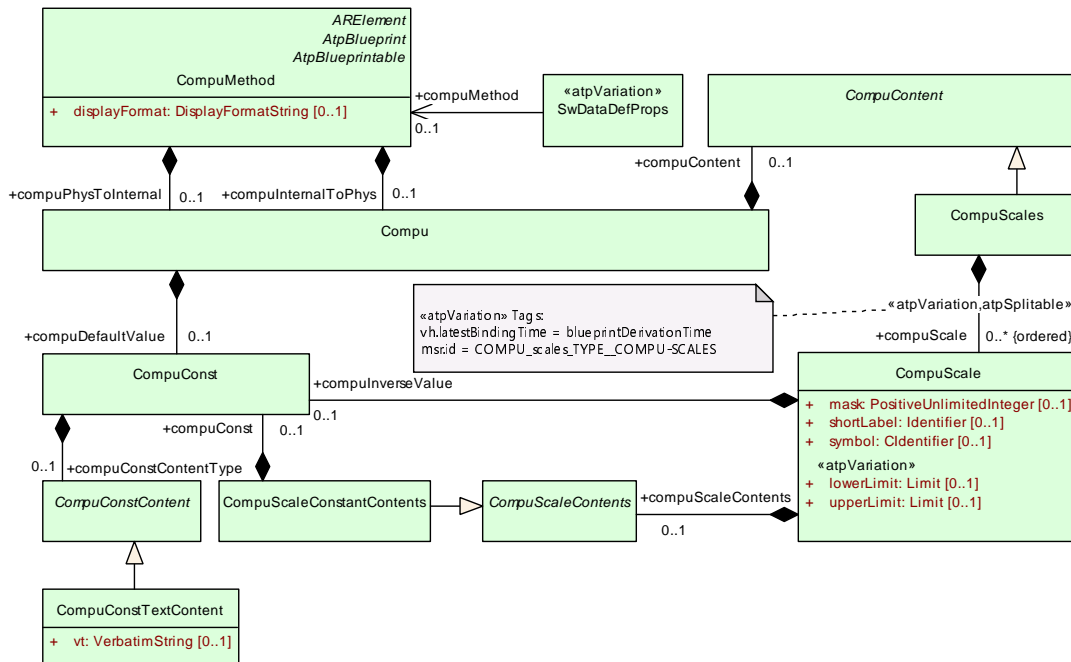 ARElement
AtpBlueprint
AtpBlueprintable
CompuMethod
+ displayFormat: DisplayFormatString [0..1]
+compuMethod
0..1
«atpVariation»
SwDataDefProps
CompuContent
+compuContent
0..1
+compuPhysToInternal
0..1
+compuInternalToPhys
0..1
Compu
CompuScales
«atpVariation» Tags:
vh.latestBindingTime = blueprintDerivationTime
msr.id = COMPU_scales_TYPE__COMPU-SCALES
«atpVariation,atpSplitable»
+compuScale
0..* {ordered}
+compuDefaultValue
0..1
CompuConst
+compuInverseValue
0..1
CompuScale
+ mask: PositiveUnlimitedInteger [0..1]
+ shortLabel: Identifier [0..1]
+ symbol: CIdentifier [0..1]
«atpVariation»
+ lowerLimit: Limit [0..1]
+ upperLimit: Limit [0..1]
+compuConst
0..1
0..1
+compuConstContentType
CompuConstContent
CompuScaleConstantContents
CompuScaleContents
+compuScaleContents
0..1
CompuConstTextContent
+ vt: VerbatimString [0..1]